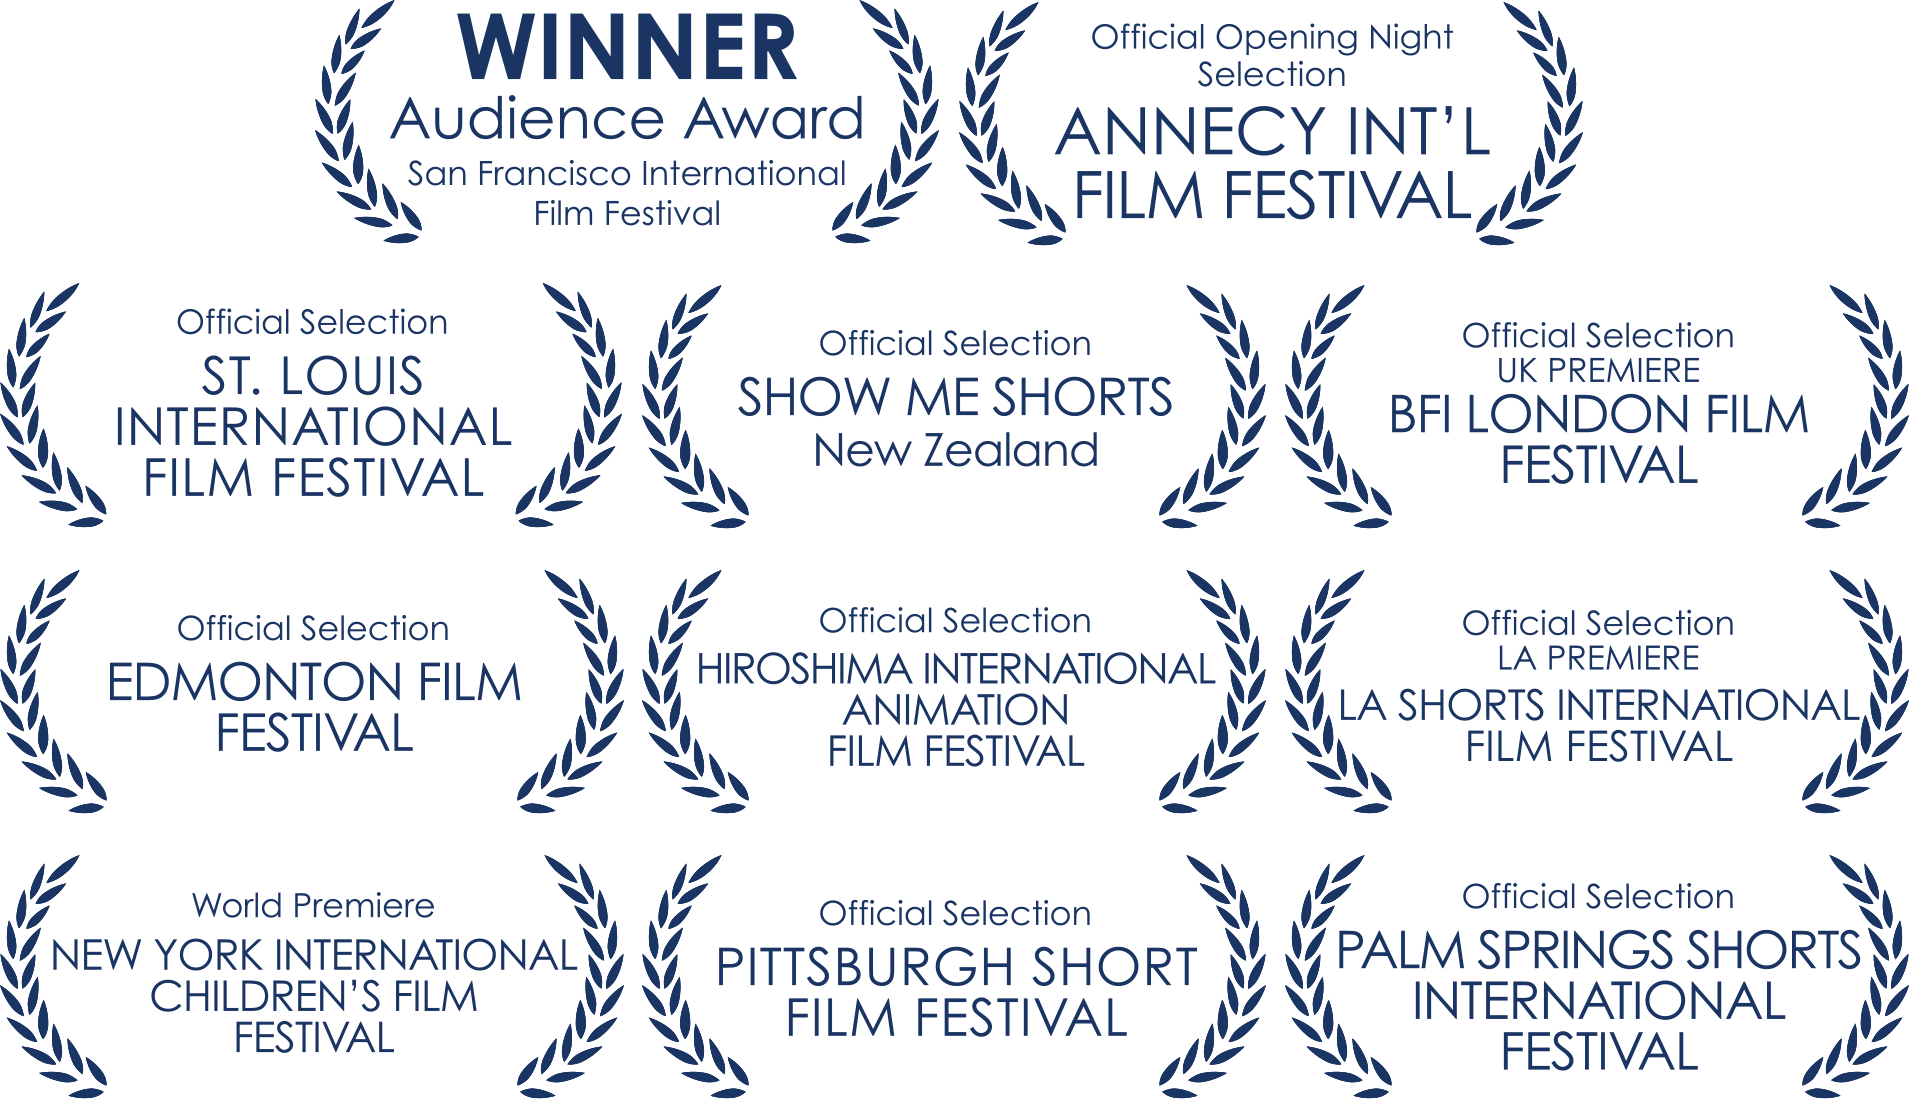 WINNER
Audience Award
San Francisco International
Film Festival
Official Opening Night
Selection
ANNECY INT’L
FILM FESTIVAL
Official Selection
ST. LOUIS
INTERNATIONAL
FILM FESTIVAL
Official Selection
SHOW ME SHORTS
New Zealand
Official Selection
UK PREMIERE
BFI LONDON FILM
FESTIVAL
Official Selection
EDMONTON FILM
FESTIVAL
Official Selection
HIROSHIMA INTERNATIONAL
ANIMATION
FILM FESTIVAL
Official Selection
LA PREMIERE
LA SHORTS INTERNATIONAL
FILM FESTIVAL
World Premiere
NEW YORK INTERNATIONAL
CHILDREN’S FILM
FESTIVAL
Official Selection
PITTSBURGH SHORT
FILM FESTIVAL
Official Selection
PALM SPRINGS SHORTS
INTERNATIONAL
FESTIVAL